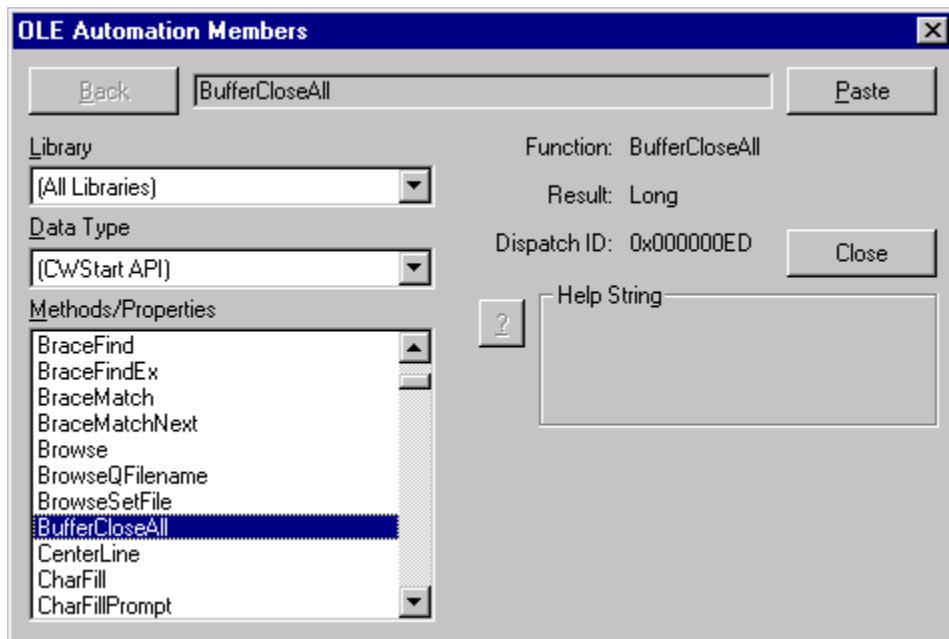 OLE Automation Members
Back
BufferCloseAll
Paste
Library
(All Libraries)
Data Type
(CWStart API)
Methods/Properties
BraceFind
BraceFindEx
BraceMatch
BraceMatchNext
Browse
BrowseQFilename
BrowseSetFile
BufferCloseAll
CenterLine
CharFill
CharFillPrompt
Function: BufferCloseAll
Result: Long
Dispatch ID: 0x000000ED
Close
?
Help String